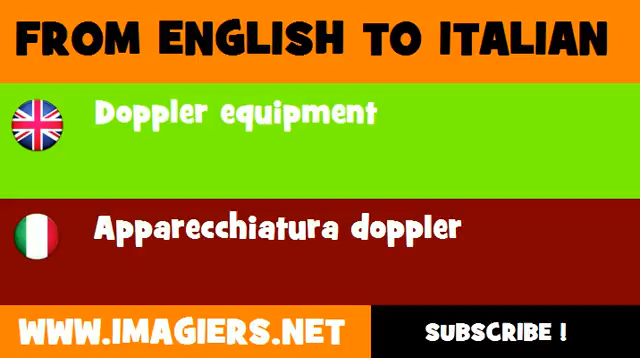 FROM ENGLISH TO ITALIAN
Doppler equipment
Apparecchiatura doppler
WWW.IMAGIERS.NET
SUBSCRIBE !